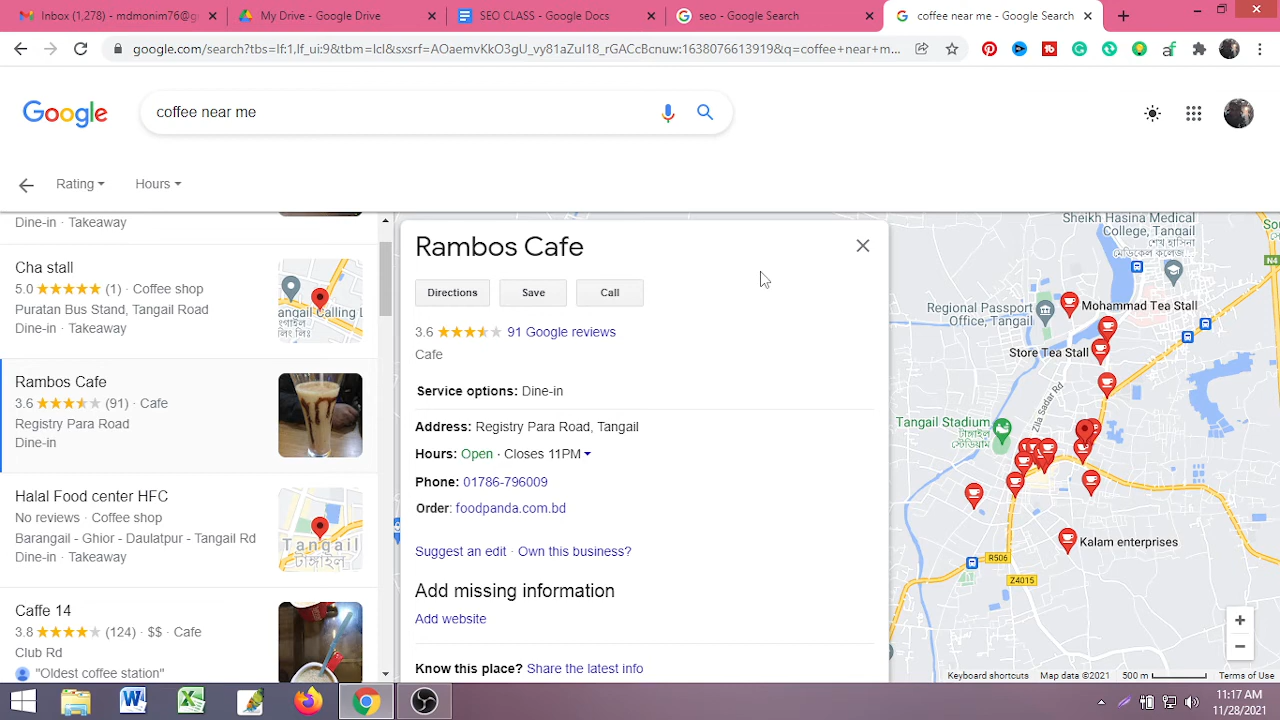 Inbox (1,278) - mdmonim76@g
My Drive - Google Drive
SEO CLASS - Google Docs
seo - Google Search
coffee near me - Google Search
google.com/search?tbs=lf:1,lf_ui:9&tbm=lcl&sxsrf=AOaemvKkO3gU_vy81aZuI18_rGACcBcnuw:1638076613919&q=coffee+near+m...
Google
coffee near me
Rating
Hours
Dine-in · Takeaway
Cha stall
5.0 (1) · Coffee shop
Puratan Bus Stand, Tangail Road
Dine-in · Takeaway
Rambos Cafe
3.6 (91) · Cafe
Registry Para Road
Dine-in
Halal Food center HFC
No reviews · Coffee shop
Barangail - Ghior - Daulatpur - Tangail Rd
Dine-in · Takeaway
Tangail
টাঙ্গাইল
Caffe 14
3.8 (124) · $$ · Cafe
Club Rd
"Oldest coffee station"
Rambos Cafe
Directions
Save
Call
3.6 91 Google reviews
Cafe
Service options: Dine-in
Address: Registry Para Road, Tangail
Hours: Open · Closes 11PM
Phone: 01786-796009
Order: foodpanda.com.bd
Suggest an edit · Own this business?
Add missing information
Add website
Know this place? Share the latest info
Sheikh Hasina Medical
College, Tangail
শেখ হাসিনা
মেডিকেল কলেজ...
N4
Regional Passport
Office, Tangail
Mohammad Tea Stall
Store Tea Stall
Zila Sadar Rd
Tangail Stadium
টাঙ্গাইল
স্টেডিয়াম
Kalam enterprises
R506
Z4015
Keyboard shortcuts
Map data ©2021
500 m
Terms of Use
11:17 AM
11/28/2021